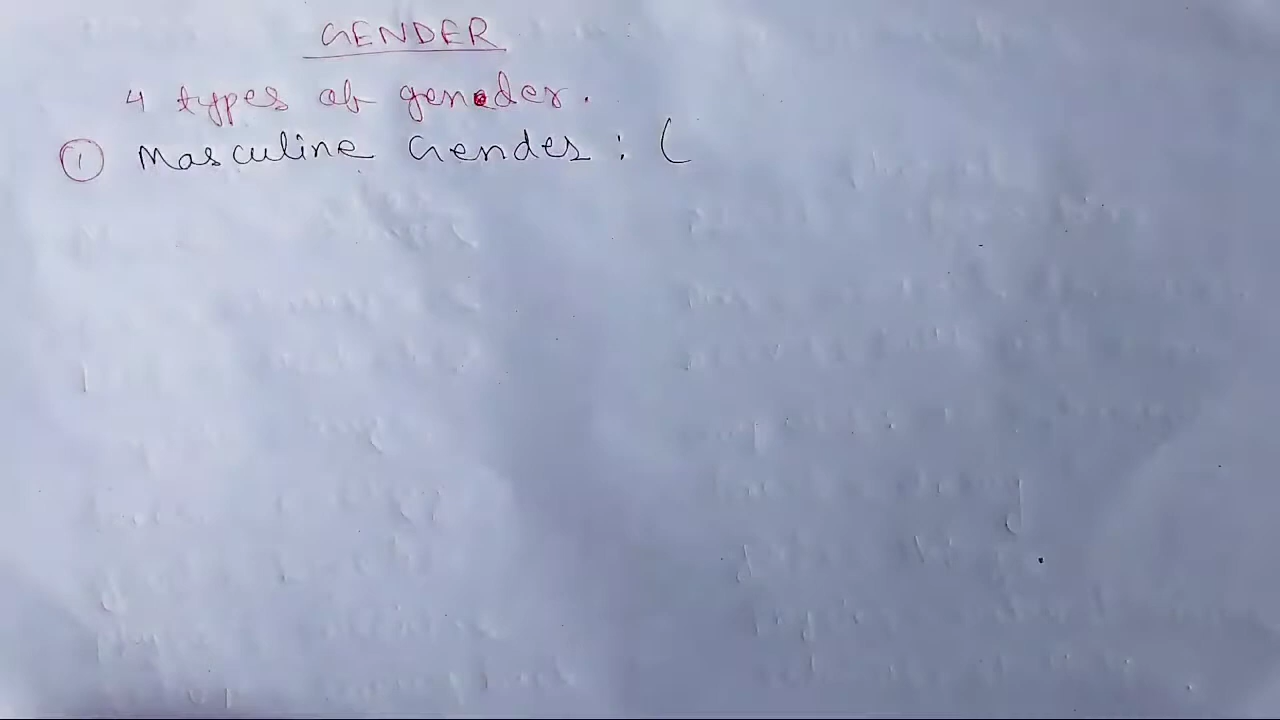 GENDER
4 types of gender.
① Masculine Gender : (